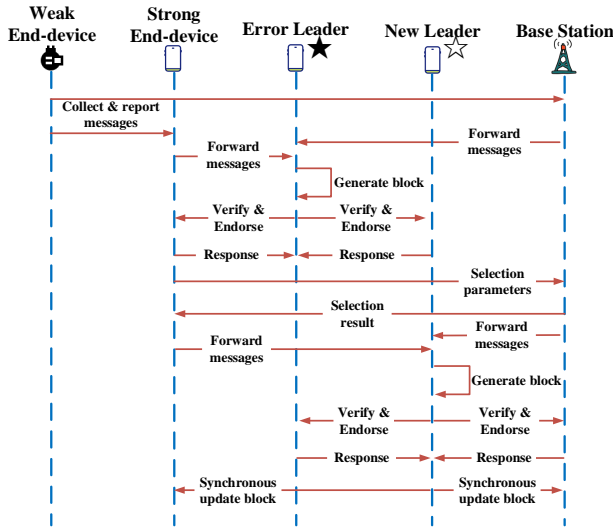 Weak
End-device
Strong
End-device
Error Leader
New Leader
Base Station
Collect & report
messages
Forward
messages
Forward
messages
Generate block
Verify &
Endorse
Verify &
Endorse
Response
Response
Selection
parameters
Selection
result
Forward
messages
Forward
messages
Generate block
Verify &
Endorse
Verify &
Endorse
Response
Response
Synchronous
update block
Synchronous
update block